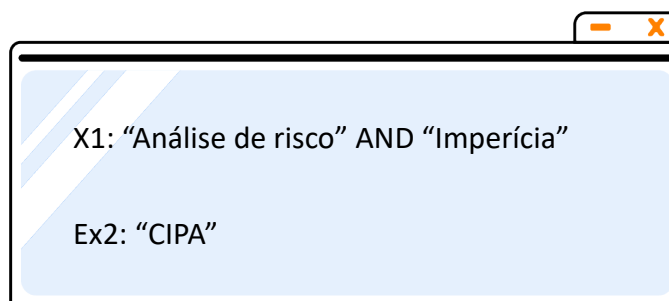 X1: “Análise de risco” AND “Imperícia”
Ex2: “CIPA”